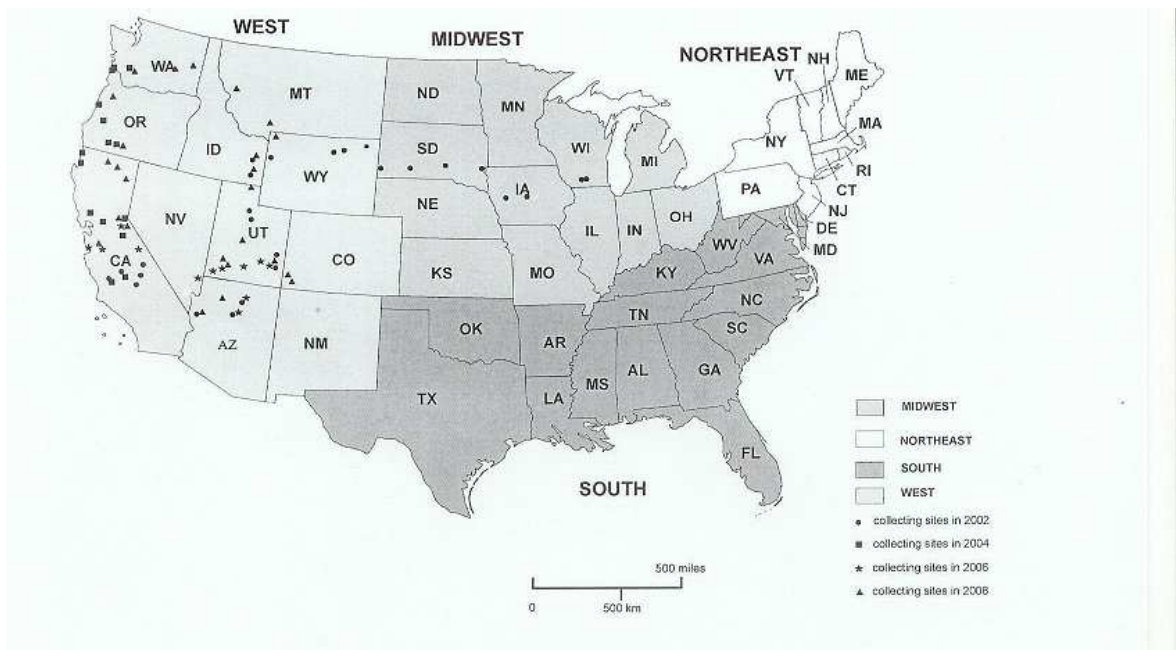 WEST
MIDWEST
NORTHEAST
NH
VT
ME
WA
MT
ND
MN
OR
ID
SD
WI
MI
NY
MA
RI
CT
NJ
DE
MD
WY
IA
PA
NV
UT
NE
IL
IN
OH
CA
CO
KS
MO
WV
VA
KY
NC
TN
SC
AZ
NM
OK
AR
MS
AL
GA
TX
LA
FL
SOUTH
MIDWEST
NORTHEAST
SOUTH
WEST
collecting sites in 2002
collecting sites in 2004
collecting sites in 2006
collecting sites in 2008
500 miles
0
500 km